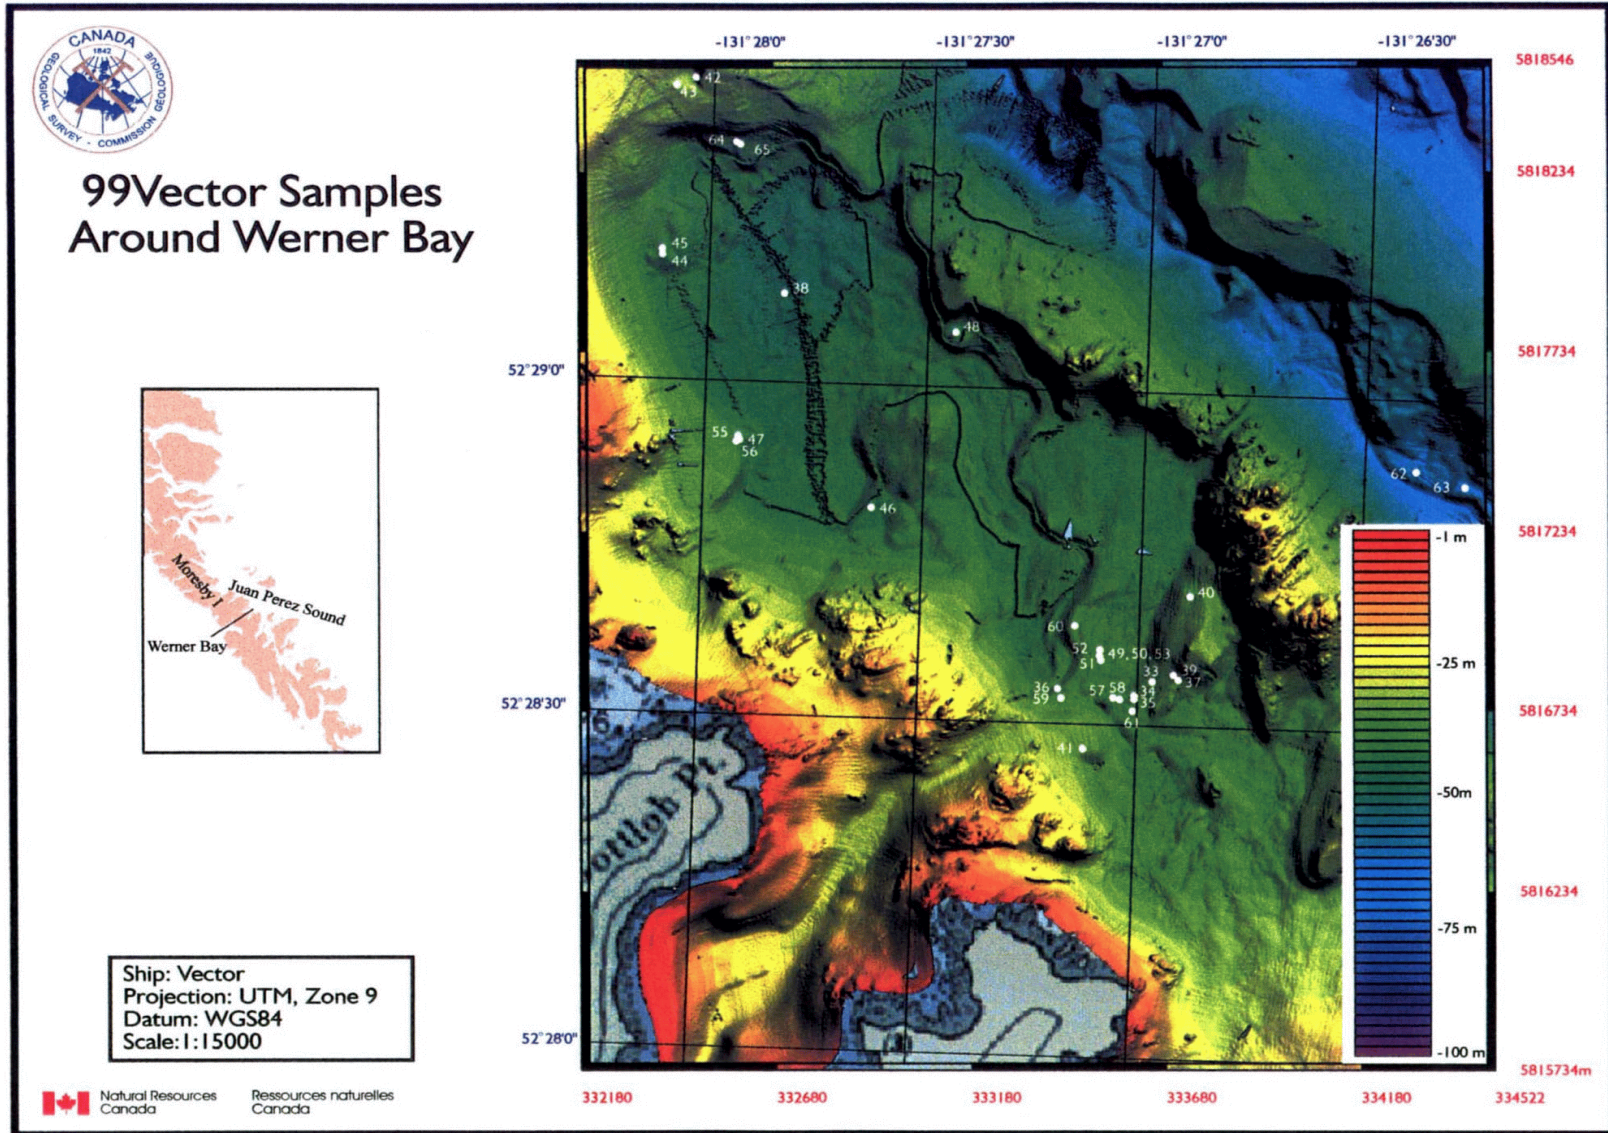 CANADA
1842
GEOLOGICAL SURVEY - COMMISSION GÉOLOGIQUE
99Vector Samples
Around Werner Bay
Moresby I
Juan Perez Sound
Werner Bay
Ship: Vector
Projection: UTM, Zone 9
Datum: WGS84
Scale:1:15000
Natural Resources
Canada
Ressources naturelles
Canada
-131°28'0"
-131°27'30"
-131°27'0"
-131°26'30"
5818546
5818234
5817734
5817234
5816734
5816234
5815734m
52°29'0"
52°28'30"
52°28'0"
42
43
64
65
45
44
38
48
55
47
56
46
62
63
40
60
52
49, 50, 53
51
33
39
37
36
59
57
58
34
35
61
41
6
ottloh Pt.
-1 m
-25 m
-50m
-75 m
-100 m
332180
332680
333180
333680
334180
334522